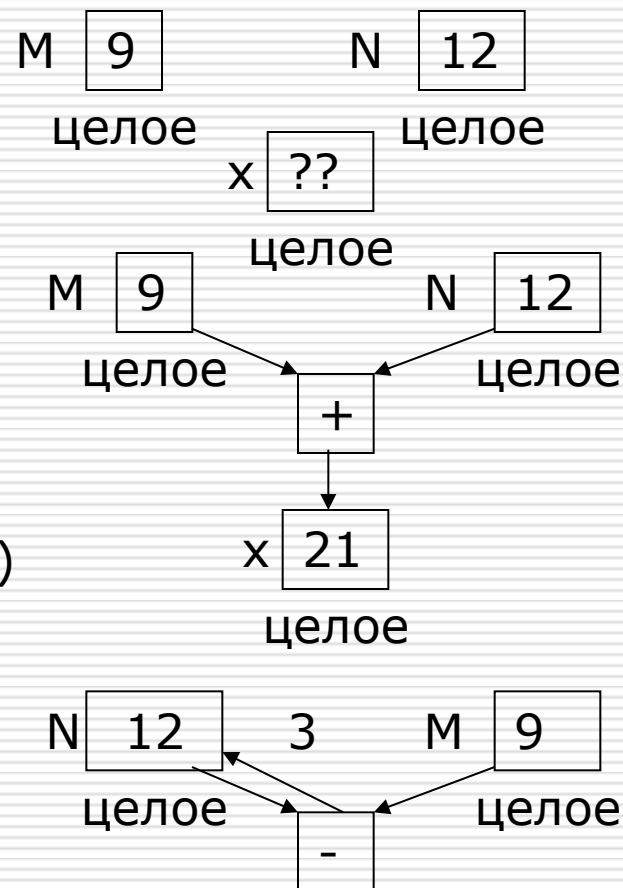 M 9 N 12
целое целое
x ??
целое
M 9 N 12
целое целое
+
) x 21
целое
N 12 3 M 9
целое целое
-